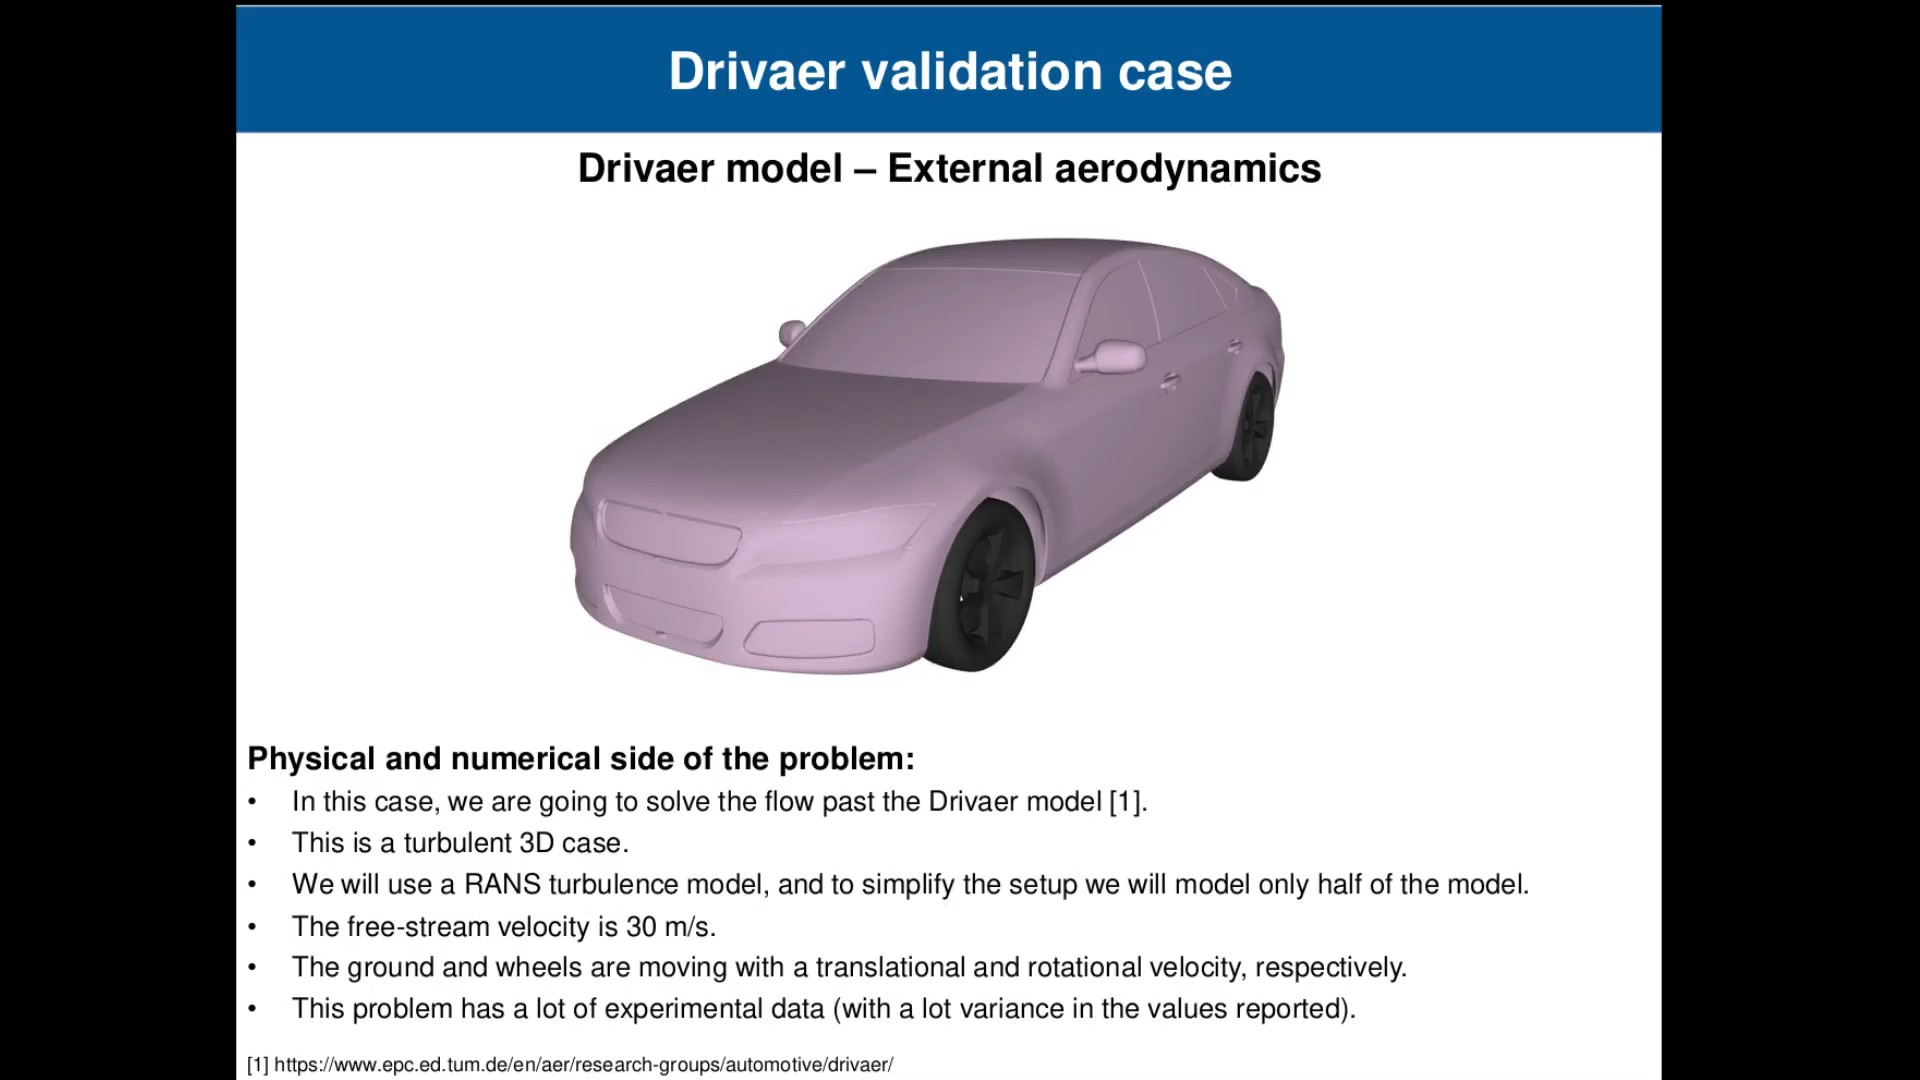 Drivaer validation case
Drivaer model – External aerodynamics
Physical and numerical side of the problem:
• In this case, we are going to solve the flow past the Drivaer model [1].
• This is a turbulent 3D case.
• We will use a RANS turbulence model, and to simplify the setup we will model only half of the model.
• The free-stream velocity is 30 m/s.
• The ground and wheels are moving with a translational and rotational velocity, respectively.
• This problem has a lot of experimental data (with a lot variance in the values reported).
[1] https://www.epc.ed.tum.de/en/aer/research-groups/automotive/drivaer/